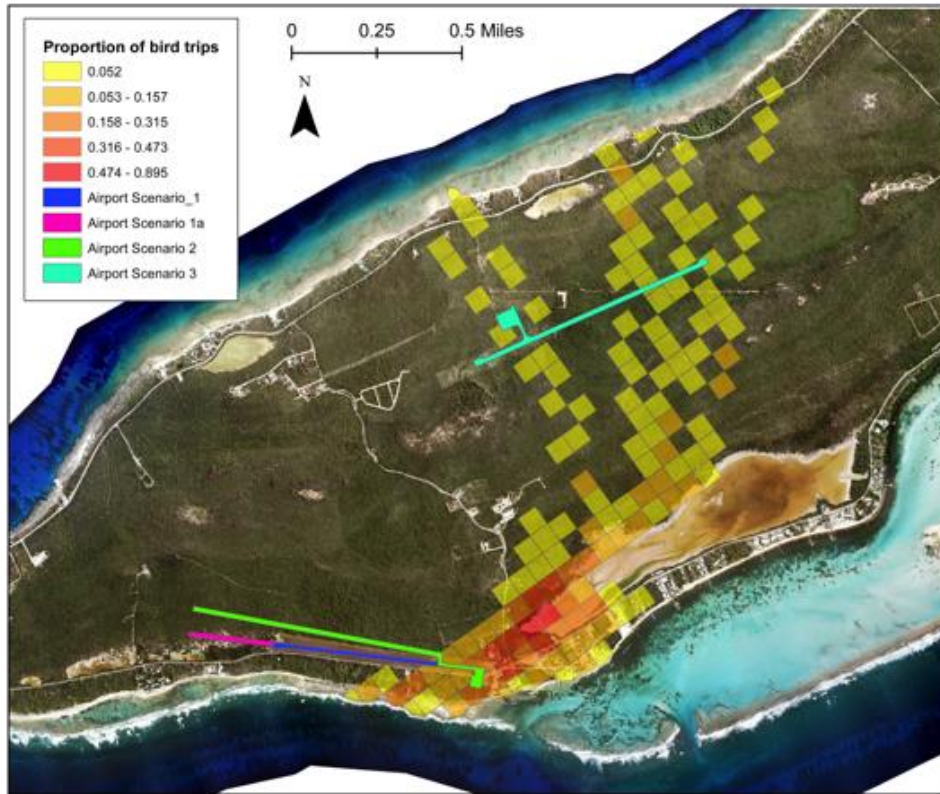 Proportion of bird trips
0.052
0.053 - 0.157
0.158 - 0.315
0.316 - 0.473
0.474 - 0.895
Airport Scenario_1
Airport Scenario 1a
Airport Scenario 2
Airport Scenario 3
0 0.25 0.5 Miles
N